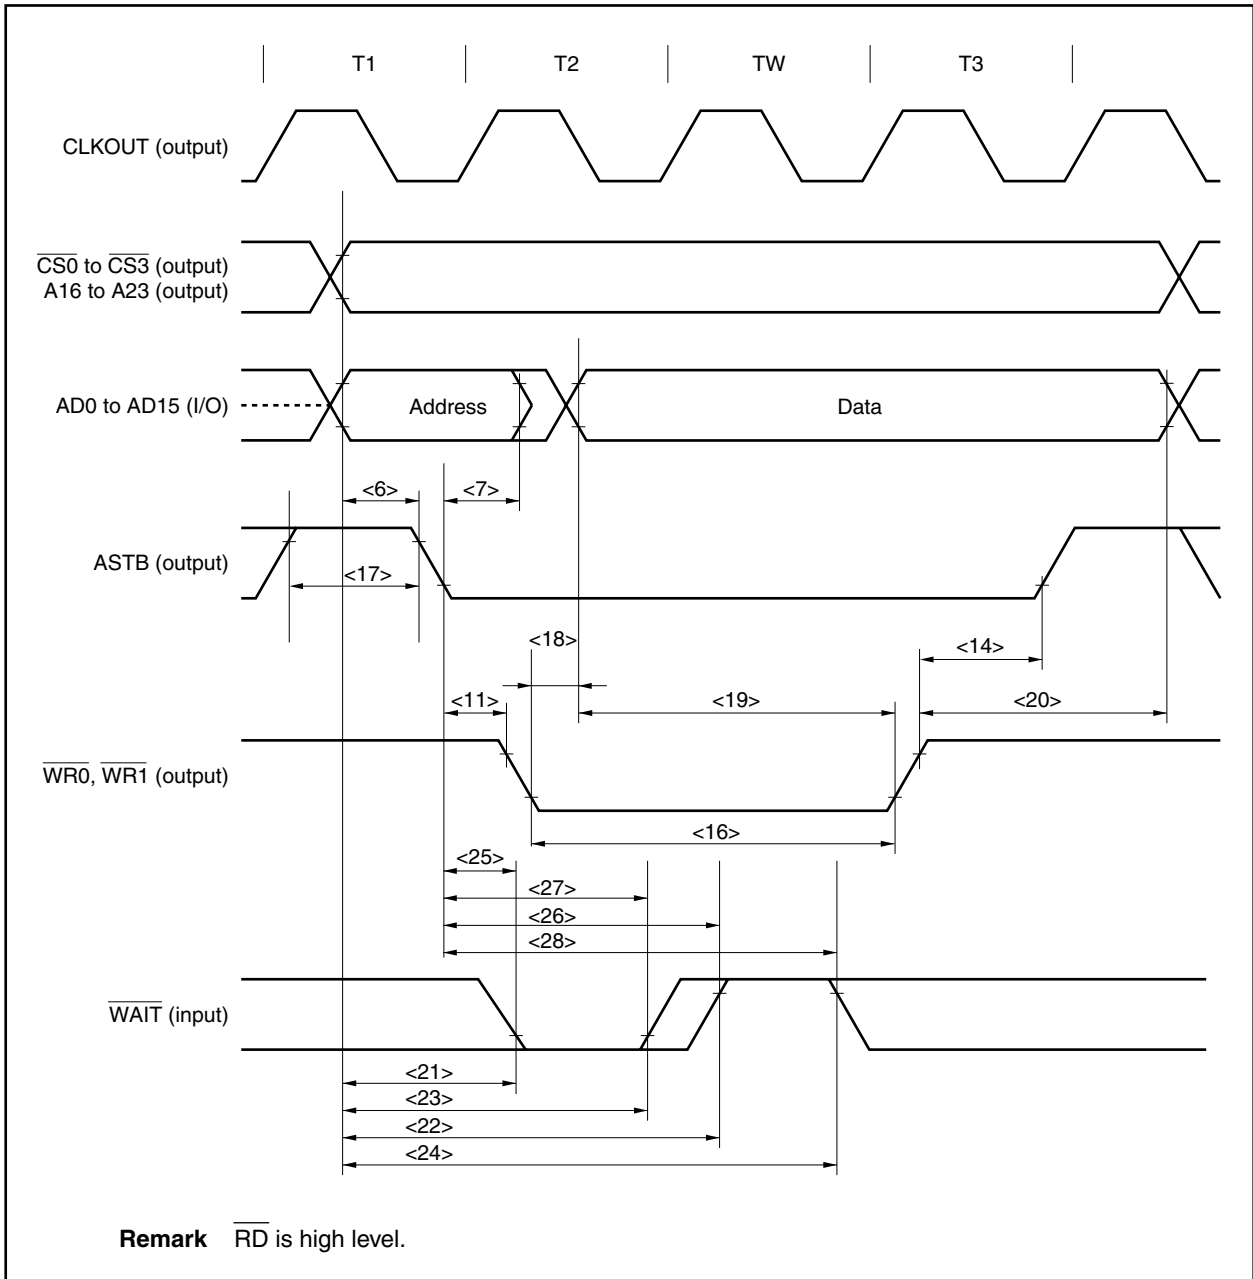 T1 T2 TW T3
CLKOUT (output)
CS0 to CS3 (output)
A16 to A23 (output)
AD0 to AD15 (I/O)
Address
Data
<6> <7>
ASTB (output)
<17>
<18>
<14>
<11> <19> <20>
WR0, WR1 (output)
<16>
<25>
<27>
<26>
<28>
WAIT (input)
<21>
<23>
<22>
<24>
Remark RD is high level.